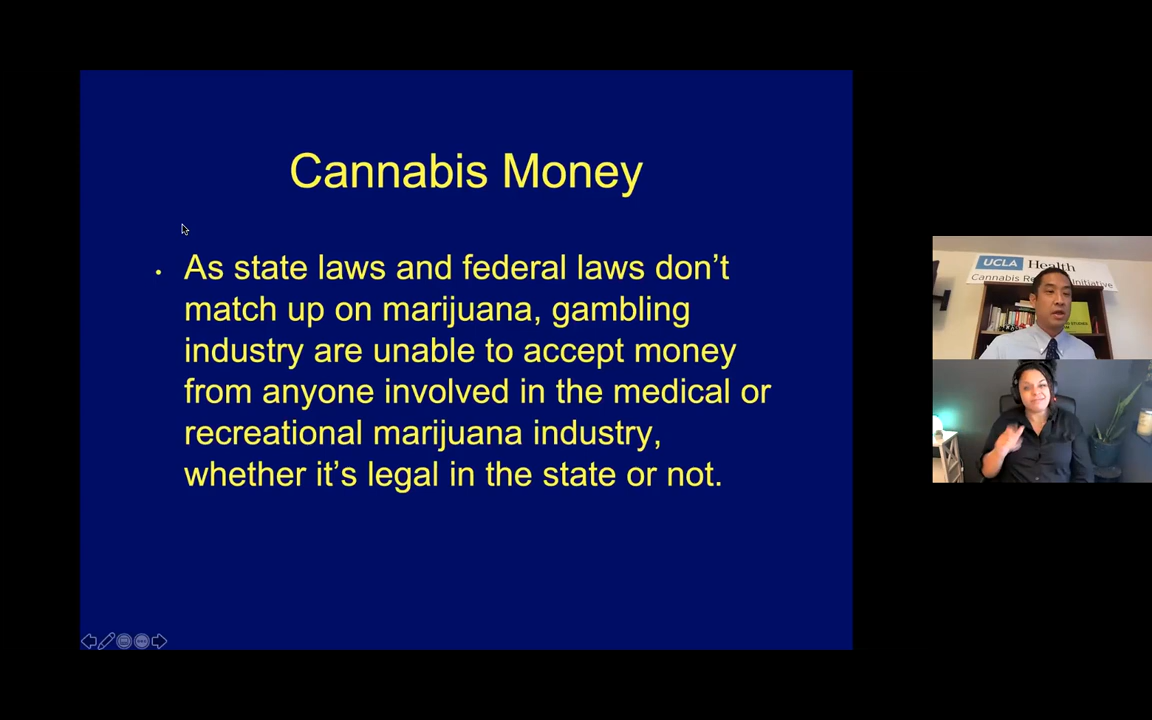 Cannabis Money
• As state laws and federal laws don’t
match up on marijuana, gambling
industry are unable to accept money
from anyone involved in the medical or
recreational marijuana industry,
whether it’s legal in the state or not.
UCLA Health
Cannabis Initiative